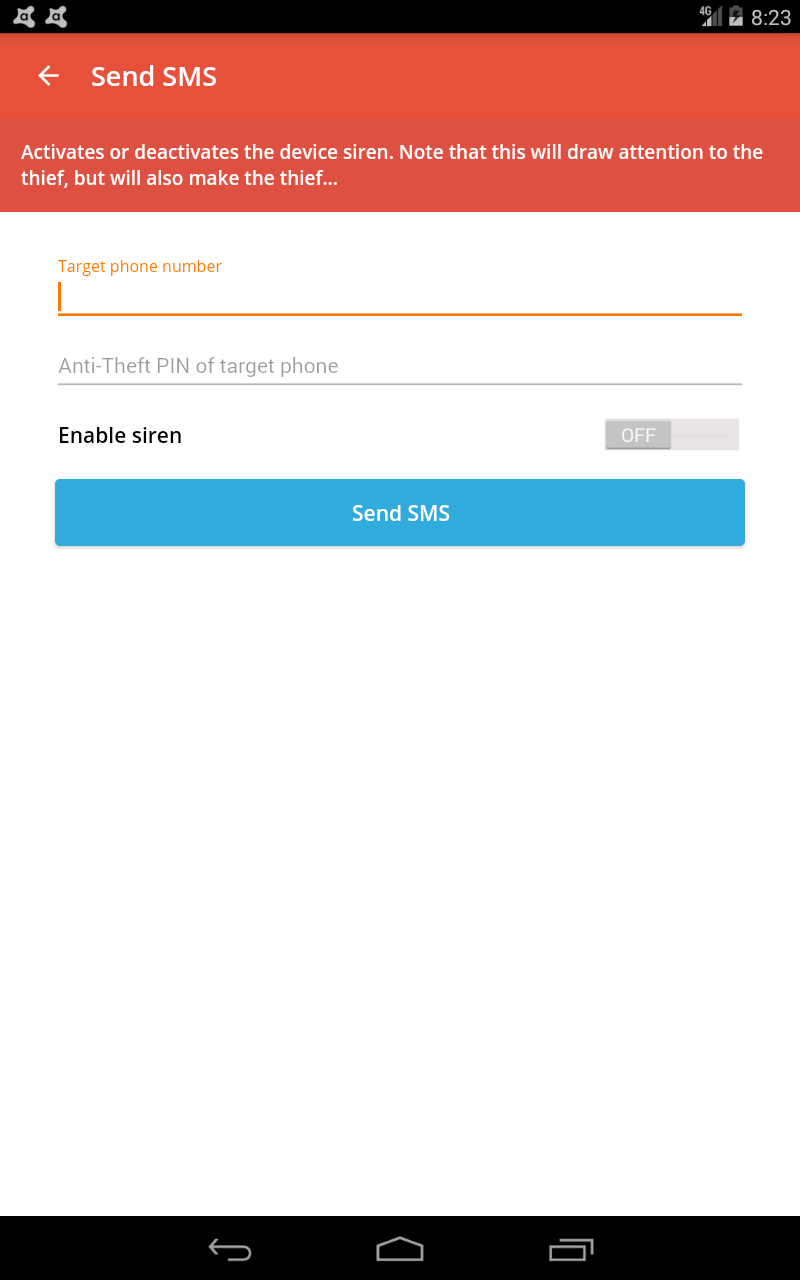 4G 8:23
Send SMS
Activates or deactivates the device siren. Note that this will draw attention to the
thief, but will also make the thief...
Target phone number
Anti-Theft PIN of target phone
Enable siren OFF
Send SMS